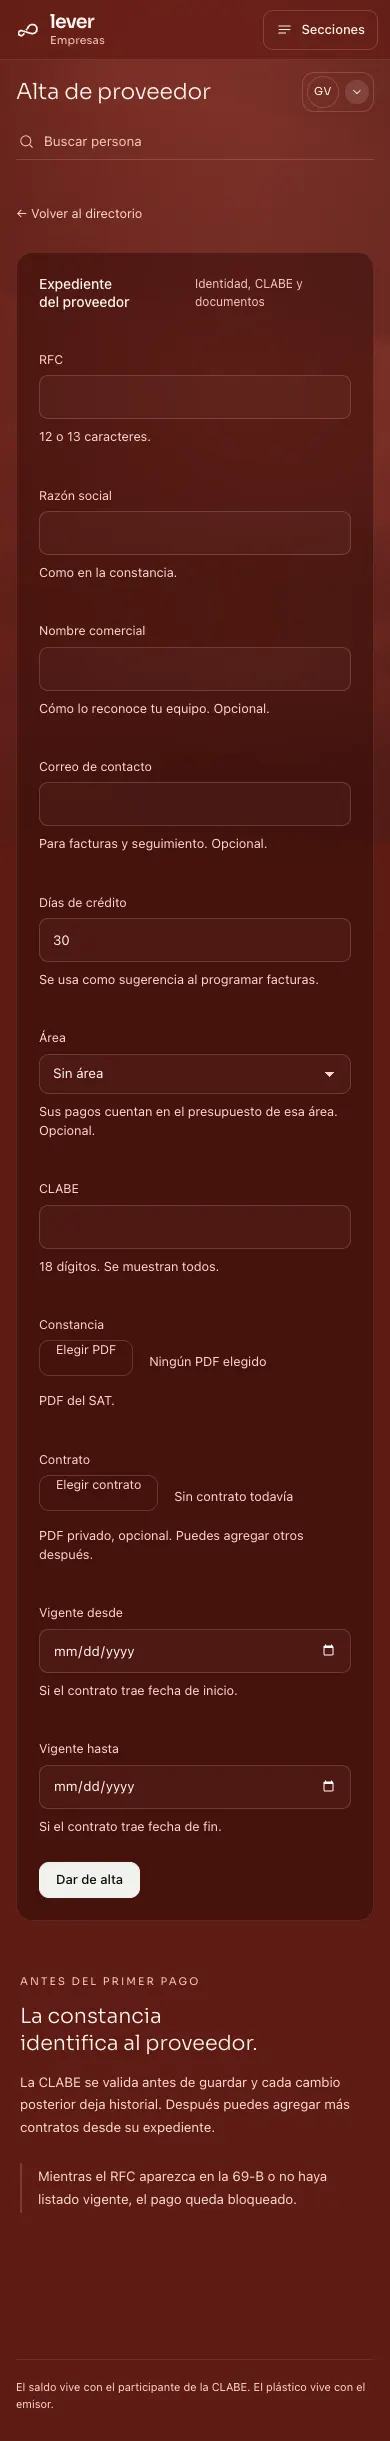 lever
Empresas
Secciones
Alta de proveedor
GV
Buscar persona
← Volver al directorio
Expediente
del proveedor
Identidad, CLABE y
documentos
RFC
12 o 13 caracteres.
Razón social
Como en la constancia.
Nombre comercial
Cómo lo reconoce tu equipo. Opcional.
Correo de contacto
Para facturas y seguimiento. Opcional.
Días de crédito
30
Se usa como sugerencia al programar facturas.
Área
Sin área
Sus pagos cuentan en el presupuesto de esa área.
Opcional.
CLABE
18 dígitos. Se muestran todos.
Constancia
Elegir PDF
Ningún PDF elegido
PDF del SAT.
Contrato
Elegir contrato
Sin contrato todavía
PDF privado, opcional. Puedes agregar otros
después.
Vigente desde
mm/dd/yyyy
Si el contrato trae fecha de inicio.
Vigente hasta
mm/dd/yyyy
Si el contrato trae fecha de fin.
Dar de alta
ANTES DEL PRIMER PAGO
La constancia
identifica al proveedor.
La CLABE se valida antes de guardar y cada cambio
posterior deja historial. Después puedes agregar más
contratos desde su expediente.
Mientras el RFC aparezca en la 69-B o no haya
listado vigente, el pago queda bloqueado.
El saldo vive con el participante de la CLABE. El plástico vive con el
emisor.